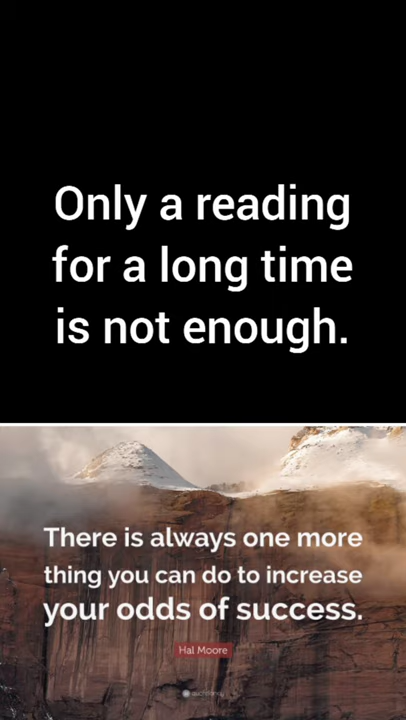 Only a reading
for a long time
is not enough.
There is always one more
thing you can do to increase
your odds of success.
Hal Moore